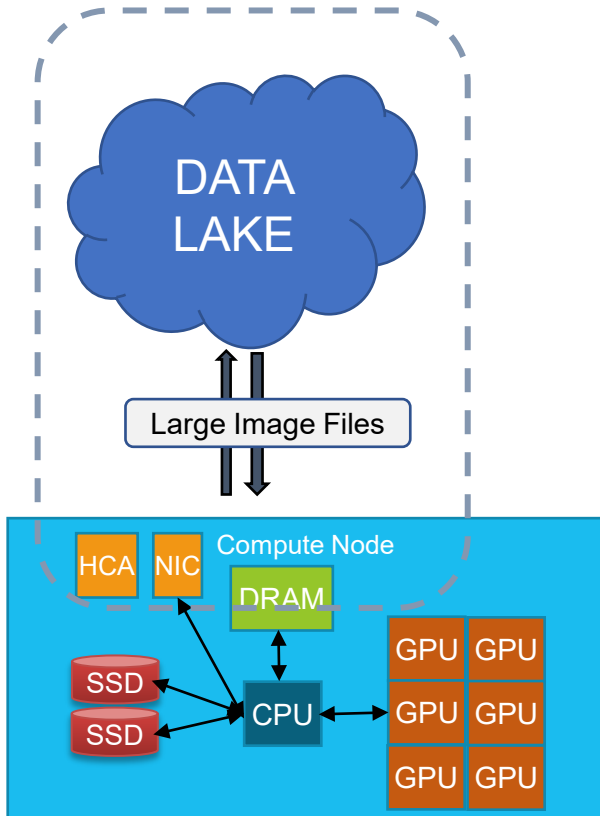 DATA
LAKE
Large Image Files
Compute Node
HCA
NIC
DRAM
GPU GPU
SSD
CPU
GPU GPU
SSD
GPU GPU